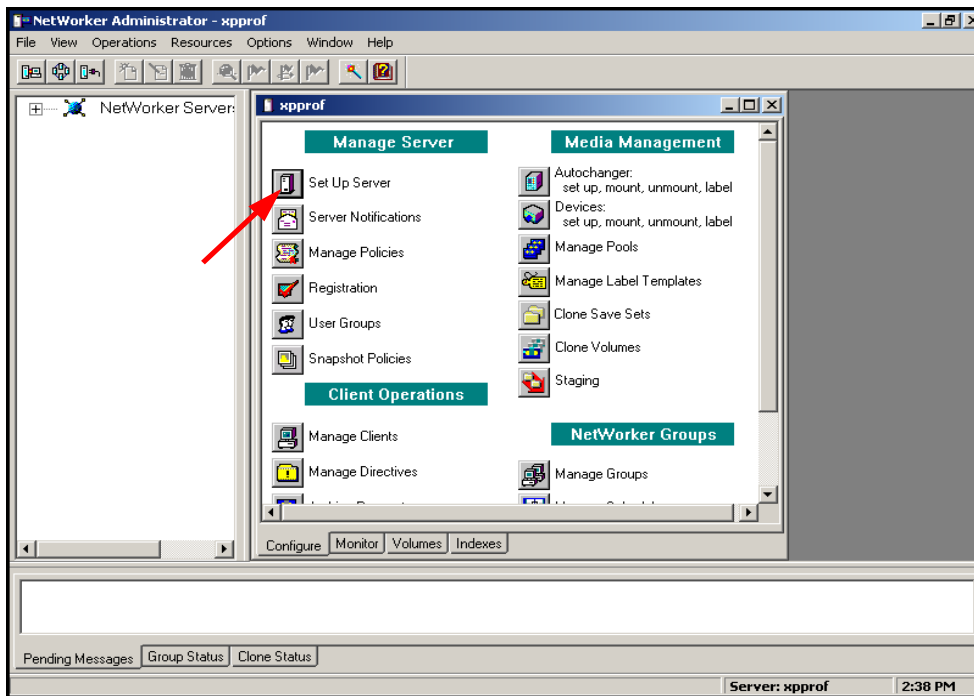 NetWorker Administrator - xpprof
File View Operations Resources Options Window Help
NetWorker Server
xpprof
Manage Server
Set Up Server
Server Notifications
Manage Policies
Registration
User Groups
Snapshot Policies
Client Operations
Manage Clients
Manage Directives
Media Management
Autochanger:
set up, mount, unmount, label
Devices:
set up, mount, unmount, label
Manage Pools
Manage Label Templates
Clone Save Sets
Clone Volumes
Staging
NetWorker Groups
Manage Groups
Configure Monitor Volumes Indexes
Pending Messages Group Status Clone Status
Server: xpprof 2:38 PM